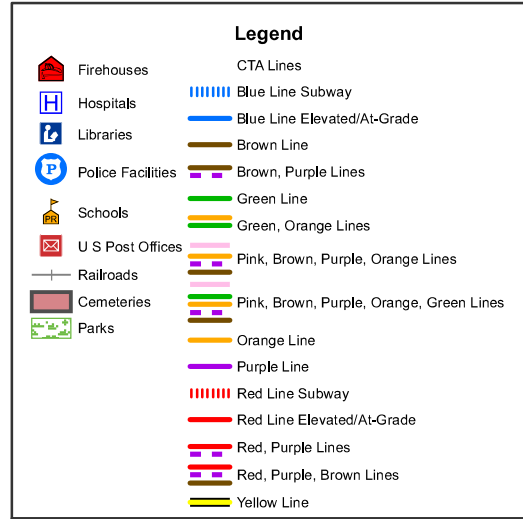 Legend
Firehouses
Hospitals
H
Libraries
Police Facilities
P
Schools
PR
U S Post Offices
Railroads
Cemeteries
Parks
CTA Lines
Blue Line Subway
Blue Line Elevated/At-Grade
Brown Line
Brown, Purple Lines
Green Line
Green, Orange Lines
Pink, Brown, Purple, Orange Lines
Pink, Brown, Purple, Orange, Green Lines
Orange Line
Purple Line
Red Line Subway
Red Line Elevated/At-Grade
Red, Purple Lines
Red, Purple, Brown Lines
Yellow Line